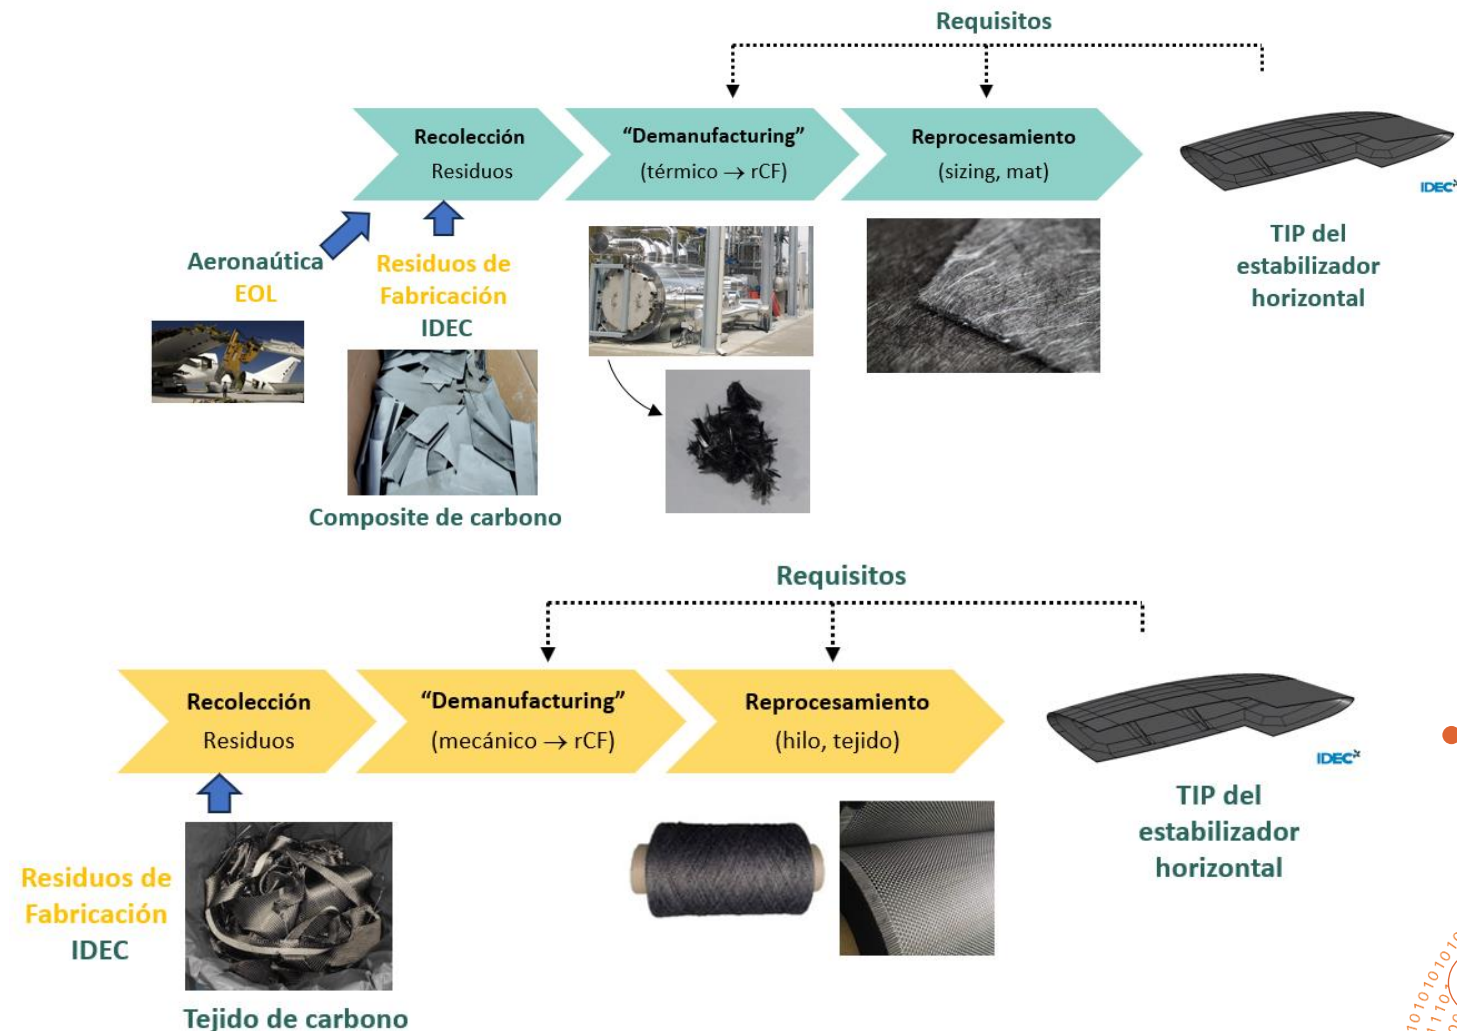 Requisitos
Recolección
Residuos
“Demanufacturing”
(térmico → rCF)
Reprocesamiento
(sizing, mat)
IDEC
TIP del
estabilizador
horizontal
Aeronaútica
EOL
Residuos de
Fabricación
IDEC
Composite de carbono
Requisitos
Recolección
Residuos
“Demanufacturing”
(mecánico → rCF)
Reprocesamiento
(hilo, tejido)
IDEC
TIP del
estabilizador
horizontal
Residuos de
Fabricación
IDEC
Tejido de carbono